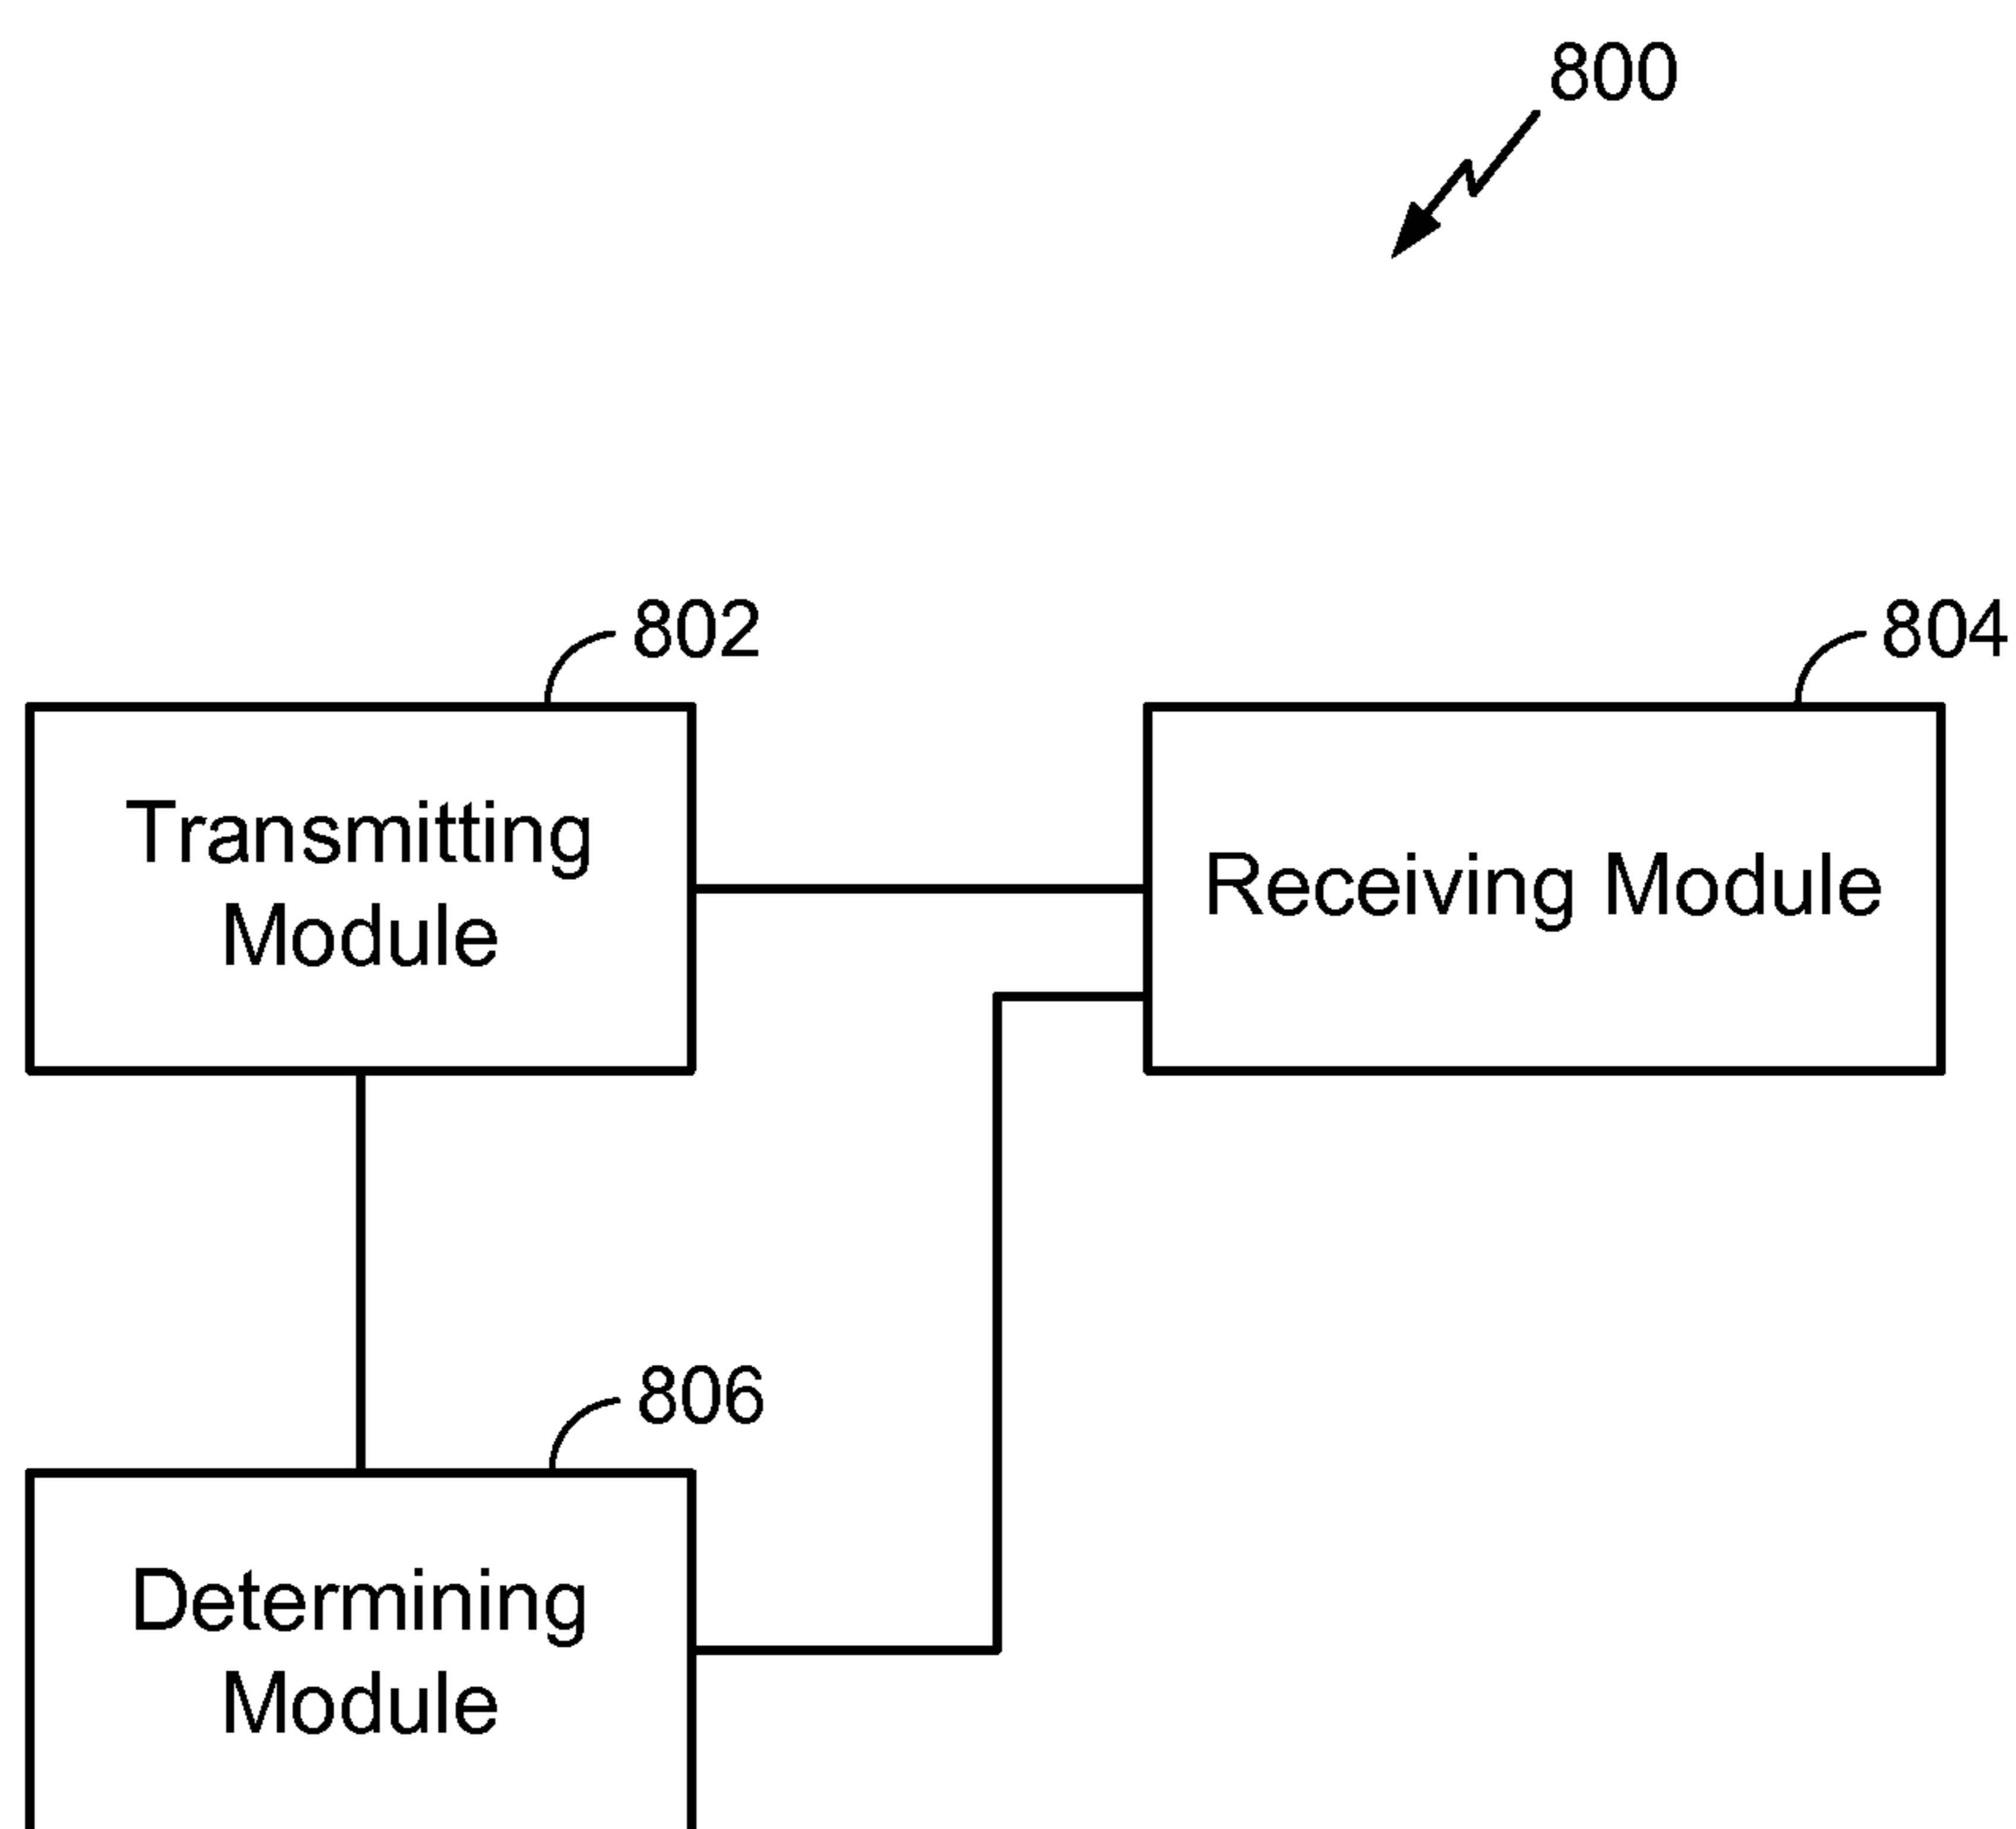 800
802
804
Transmitting
Module
Receiving Module
806
Determining
Module